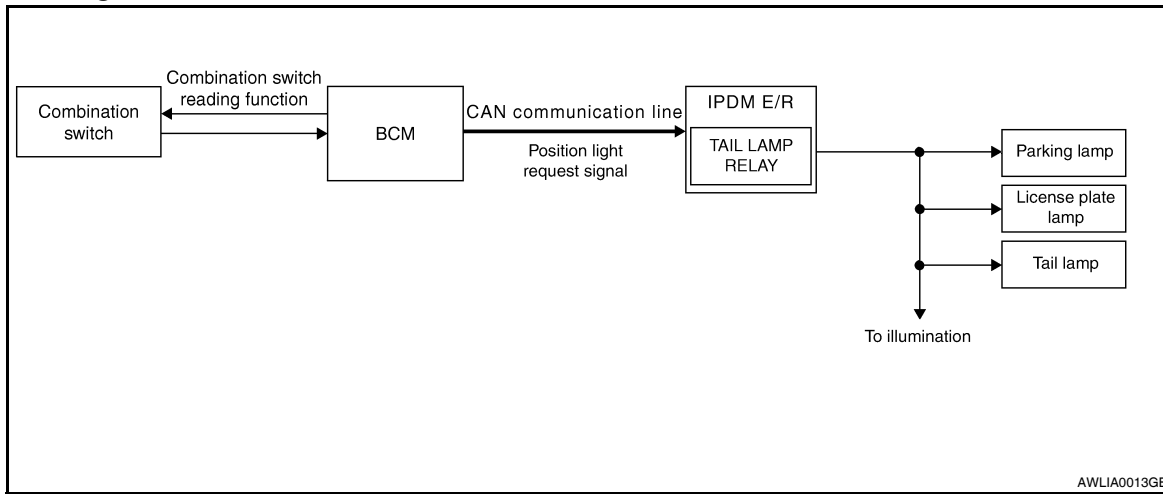 Combination switch
reading function
Combination
switch
BCM
CAN communication line
Position light
request signal
IPDM E/R
TAIL LAMP
RELAY
Parking lamp
License plate
lamp
Tail lamp
To illumination